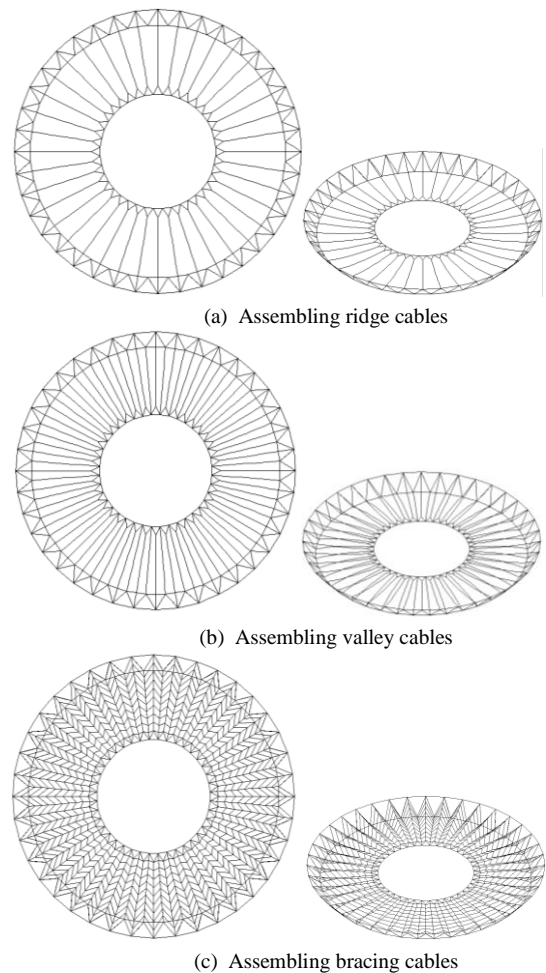 (a) Assembling ridge cables
(b) Assembling valley cables
(c) Assembling bracing cables